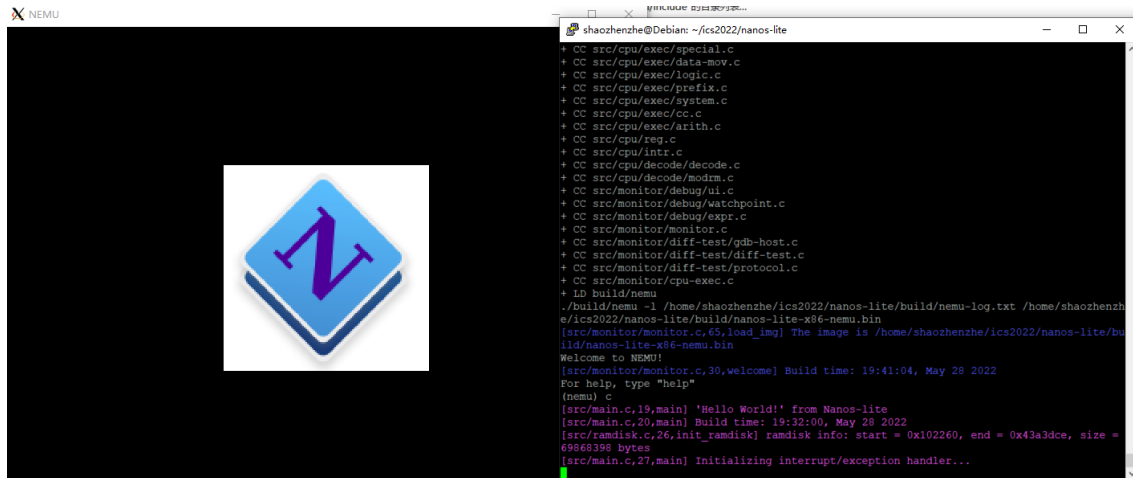 NEMU
/include 的目录列表...
shaozhenzhe@Debian: ~/ics2022/nanos-lite
+ CC src/cpu/exec/special.c
+ CC src/cpu/exec/data-mov.c
+ CC src/cpu/exec/logic.c
+ CC src/cpu/exec/prefix.c
+ CC src/cpu/exec/system.c
+ CC src/cpu/exec/cc.c
+ CC src/cpu/exec/arith.c
+ CC src/cpu/reg.c
+ CC src/cpu/intr.c
+ CC src/cpu/decode/decode.c
+ CC src/cpu/decode/modrm.c
+ CC src/monitor/debug/ui.c
+ CC src/monitor/debug/watchpoint.c
+ CC src/monitor/debug/expr.c
+ CC src/monitor/monitor.c
+ CC src/monitor/diff-test/gdb-host.c
+ CC src/monitor/diff-test/diff-test.c
+ CC src/monitor/diff-test/protocol.c
+ CC src/monitor/cpu-exec.c
+ LD build/nemu
./build/nemu -l /home/shaozhenzhe/ics2022/nanos-lite/build/nemu-log.txt /home/shaozhenzh
e/ics2022/nanos-lite/build/nanos-lite-x86-nemu.bin
[src/monitor/monitor.c,65,load_img] The image is /home/shaozhenzhe/ics2022/nanos-lite/bu
ild/nanos-lite-x86-nemu.bin
Welcome to NEMU!
[src/monitor/monitor.c,30,welcome] Build time: 19:41:04, May 28 2022
For help, type "help"
(nemu) c
[src/main.c,19,main] 'Hello World!' from Nanos-lite
[src/main.c,20,main] Build time: 19:32:00, May 28 2022
[src/ramdisk.c,26,init_ramdisk] ramdisk info: start = 0x102260, end = 0x43a3dce, size =
69868398 bytes
[src/main.c,27,main] Initializing interrupt/exception handler...
N